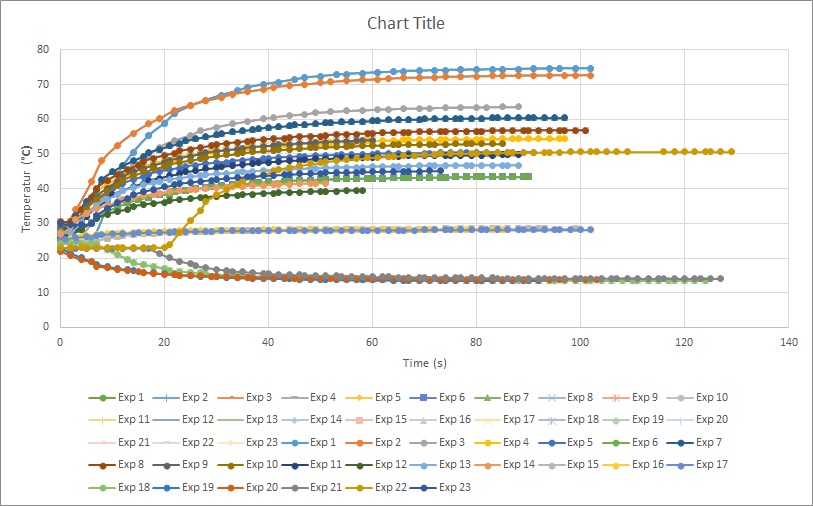 Chart Title
80
70
60
50
40
30
20
10
0
Temperatur (°C)
0 20 40 60 80 100 120 140
Time (s)
Exp 1 Exp 2 Exp 3 Exp 4 Exp 5 Exp 6 Exp 7 Exp 8 Exp 9 Exp 10
Exp 11 Exp 12 Exp 13 Exp 14 Exp 15 Exp 16 Exp 17 Exp 18 Exp 19 Exp 20
Exp 21 Exp 22 Exp 23 Exp 1 Exp 2 Exp 3 Exp 4 Exp 5 Exp 6 Exp 7
Exp 8 Exp 9 Exp 10 Exp 11 Exp 12 Exp 13 Exp 14 Exp 15 Exp 16 Exp 17
Exp 18 Exp 19 Exp 20 Exp 21 Exp 22 Exp 23